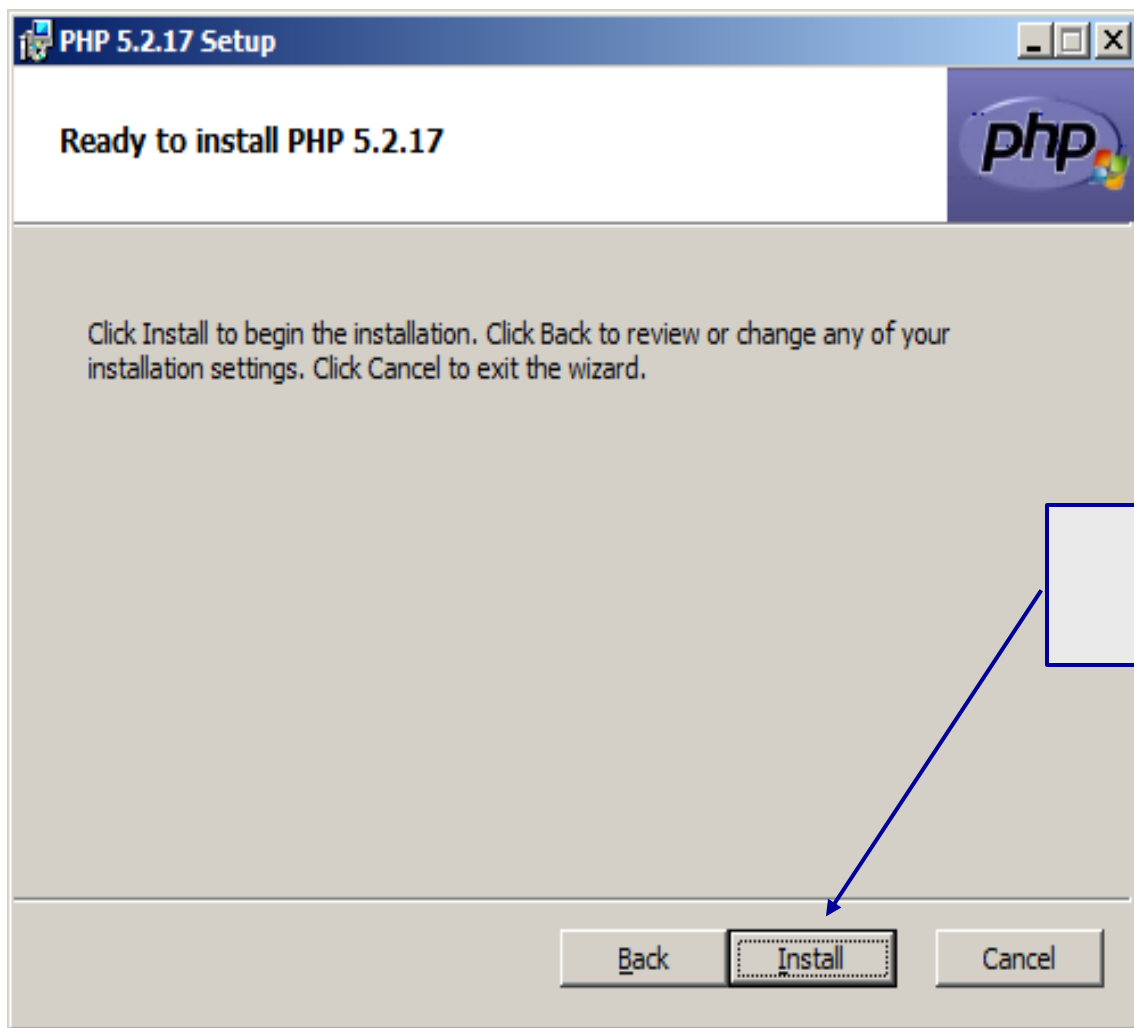 PHP 5.2.17 Setup
Ready to install PHP 5.2.17
php
Click Install to begin the installation. Click Back to review or change any of your
installation settings. Click Cancel to exit the wizard.
Back
Install
Cancel